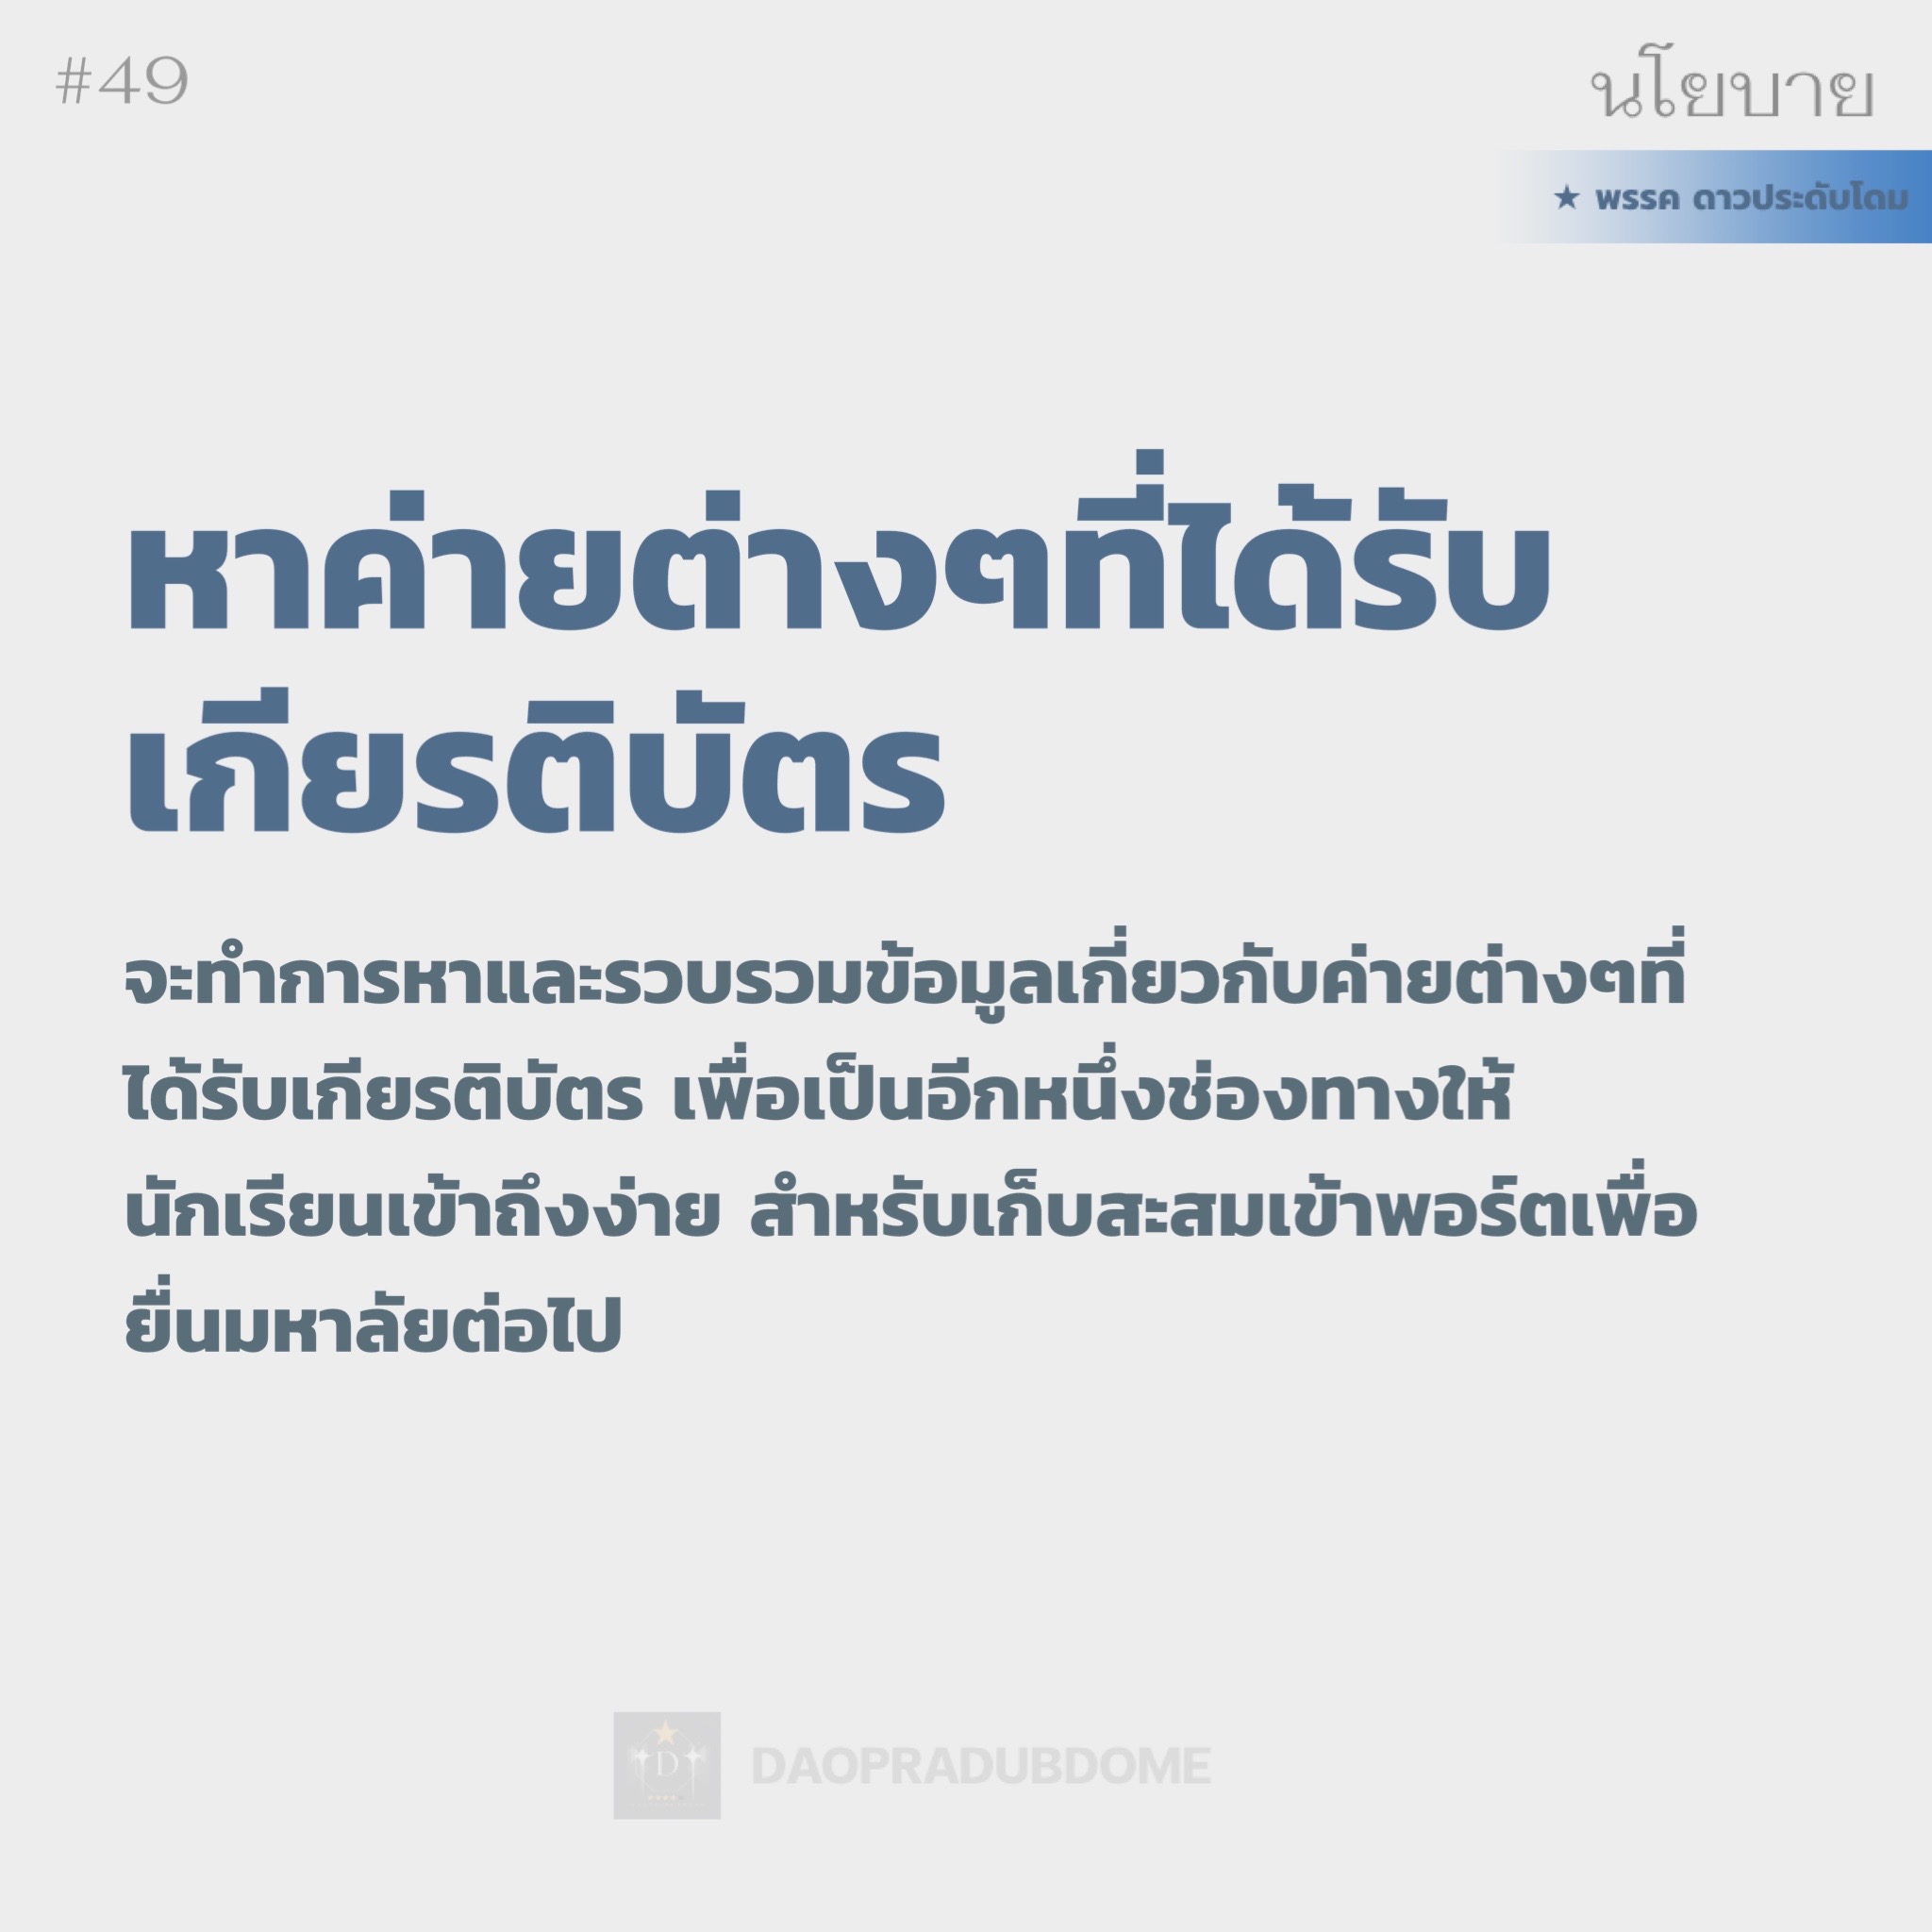 #49
นโยบาย
★ พรรค ดาวประดับโดม
หาค่ายต่างๆที่ได้รับ
เกียรติบัตร
จะทำการหาและรวบรวมข้อมูลเกี่ยวกับค่ายต่างๆที่
ได้รับเกียรติบัตร เพื่อเป็นอีกหนึ่งช่องทางให้
นักเรียนเข้าถึงง่าย สำหรับเก็บสะสมเข้าพอร์ตเพื่อ
ยื่นมหาลัยต่อไป
D
DAOPRADUBDOME